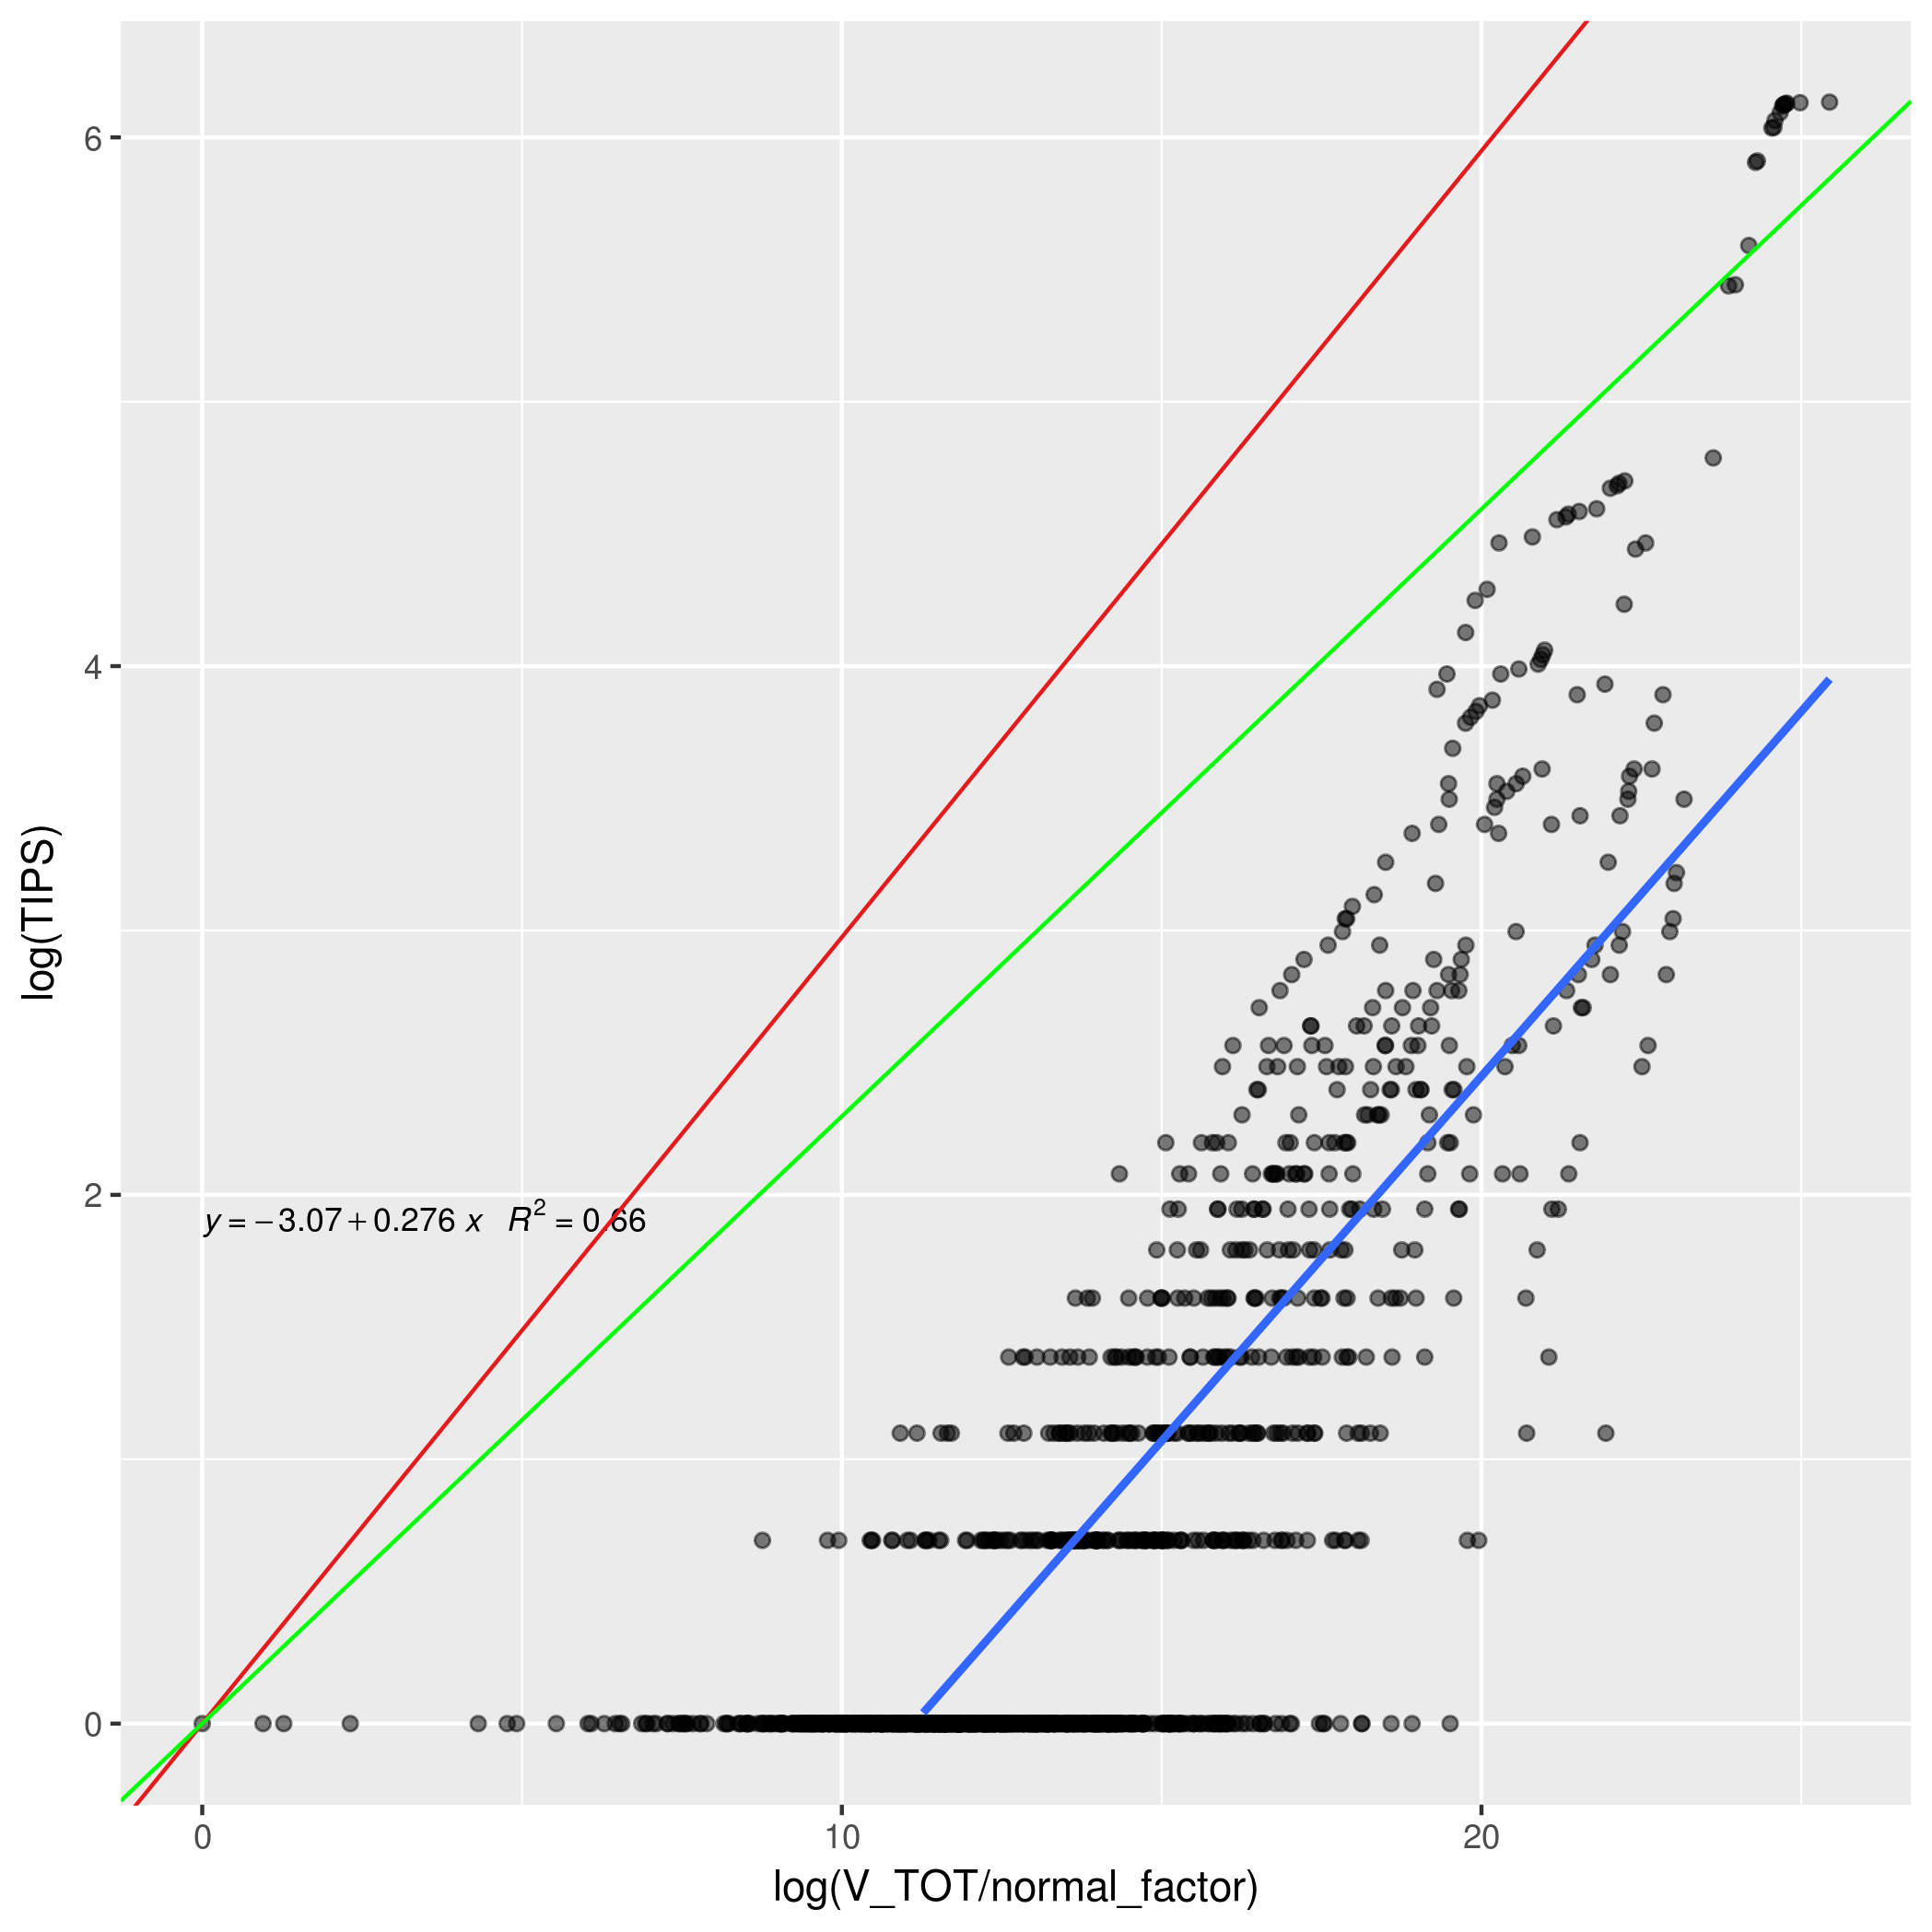 6
4
2
0
log(TIPS)
y = −3.07+0.276 x R² = 0.66
0
10
20
log(V_TOT/normal_factor)